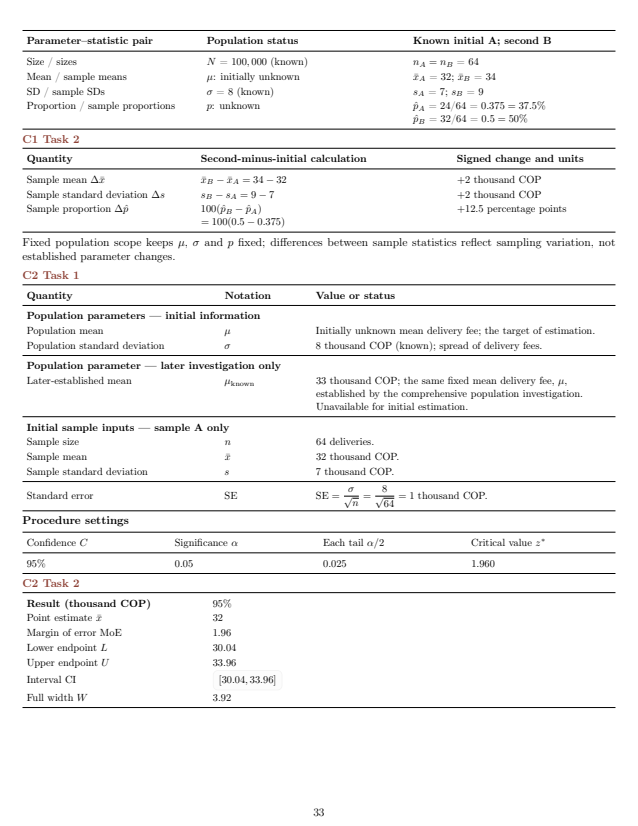 Parameter–statistic pair Population status Known initial A; second B
Size / sizes N = 100,000 (known) n_A = n_B = 64
Mean / sample means μ: initially unknown x̄_A = 32; x̄_B = 34
SD / sample SDs σ = 8 (known) s_A = 7; s_B = 9
Proportion / sample proportions p: unknown p̂_A = 24/64 = 0.375 = 37.5%
p̂_B = 32/64 = 0.5 = 50%
C1 Task 2
Quantity Second-minus-initial calculation Signed change and units
Sample mean Δx̄ x̄_B − x̄_A = 34 − 32 +2 thousand COP
Sample standard deviation Δs s_B − s_A = 9 − 7 +2 thousand COP
Sample proportion Δp̂ 100(p̂_B − p̂_A) +12.5 percentage points
= 100(0.5 − 0.375)
Fixed population scope keeps μ, σ and p fixed; differences between sample statistics reflect sampling variation, not
established parameter changes.
C2 Task 1
Quantity Notation Value or status
Population parameters — initial information
Population mean μ Initially unknown mean delivery fee; the target of estimation.
Population standard deviation σ 8 thousand COP (known); spread of delivery fees.
Population parameter — later investigation only
Later-established mean μ_known 33 thousand COP; the same fixed mean delivery fee, μ,
established by the comprehensive population investigation.
Unavailable for initial estimation.
Initial sample inputs — sample A only
Sample size n 64 deliveries.
Sample mean x̄ 32 thousand COP.
Sample standard deviation s 7 thousand COP.
Standard error SE SE = σ/√n = 8/√64 = 1 thousand COP.
Procedure settings
Confidence C Significance α Each tail α/2 Critical value z*
95% 0.05 0.025 1.960
C2 Task 2
Result (thousand COP) 95%
Point estimate x̄ 32
Margin of error MoE 1.96
Lower endpoint L 30.04
Upper endpoint U 33.96
Interval CI [30.04, 33.96]
Full width W 3.92
33